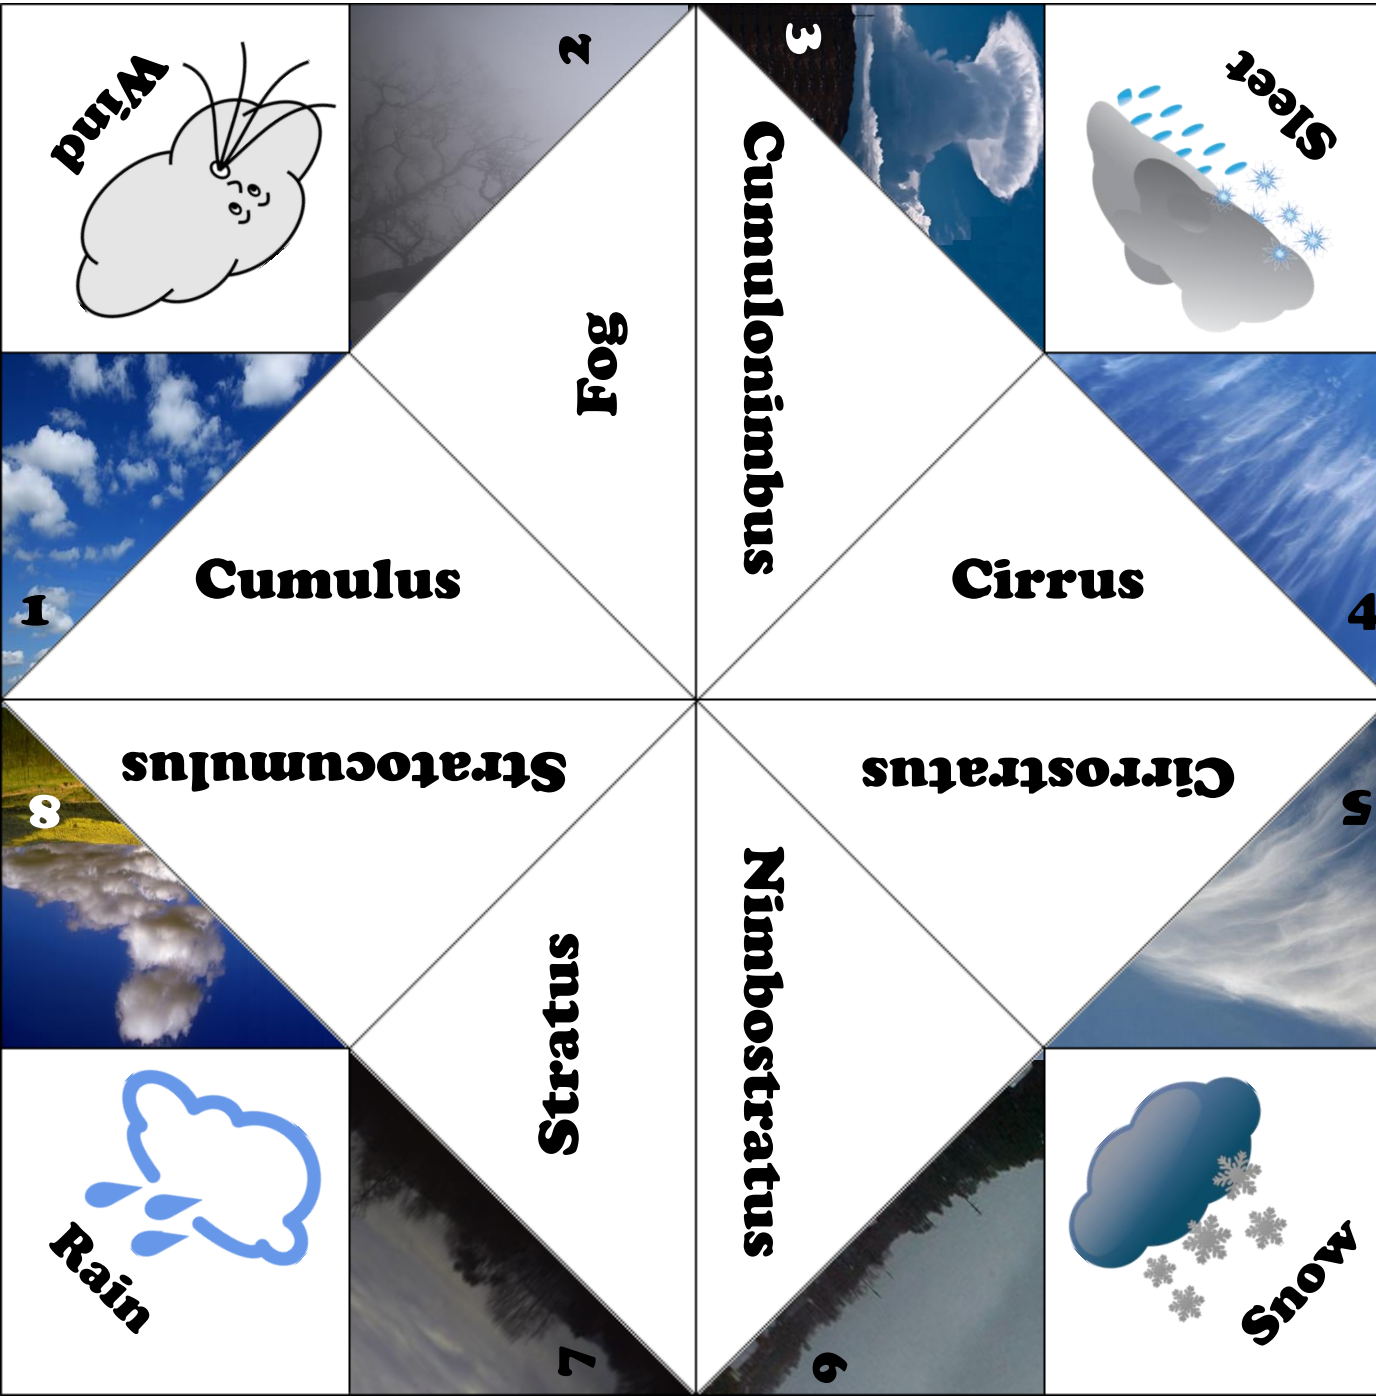 Wind
2
3
Sleet
Fog
Cumulonimbus
1
Cumulus
Cirrus
4
Stratocumulus
Cirrostratus
8
5
Stratus
Nimbostratus
Rain
7
6
Snow